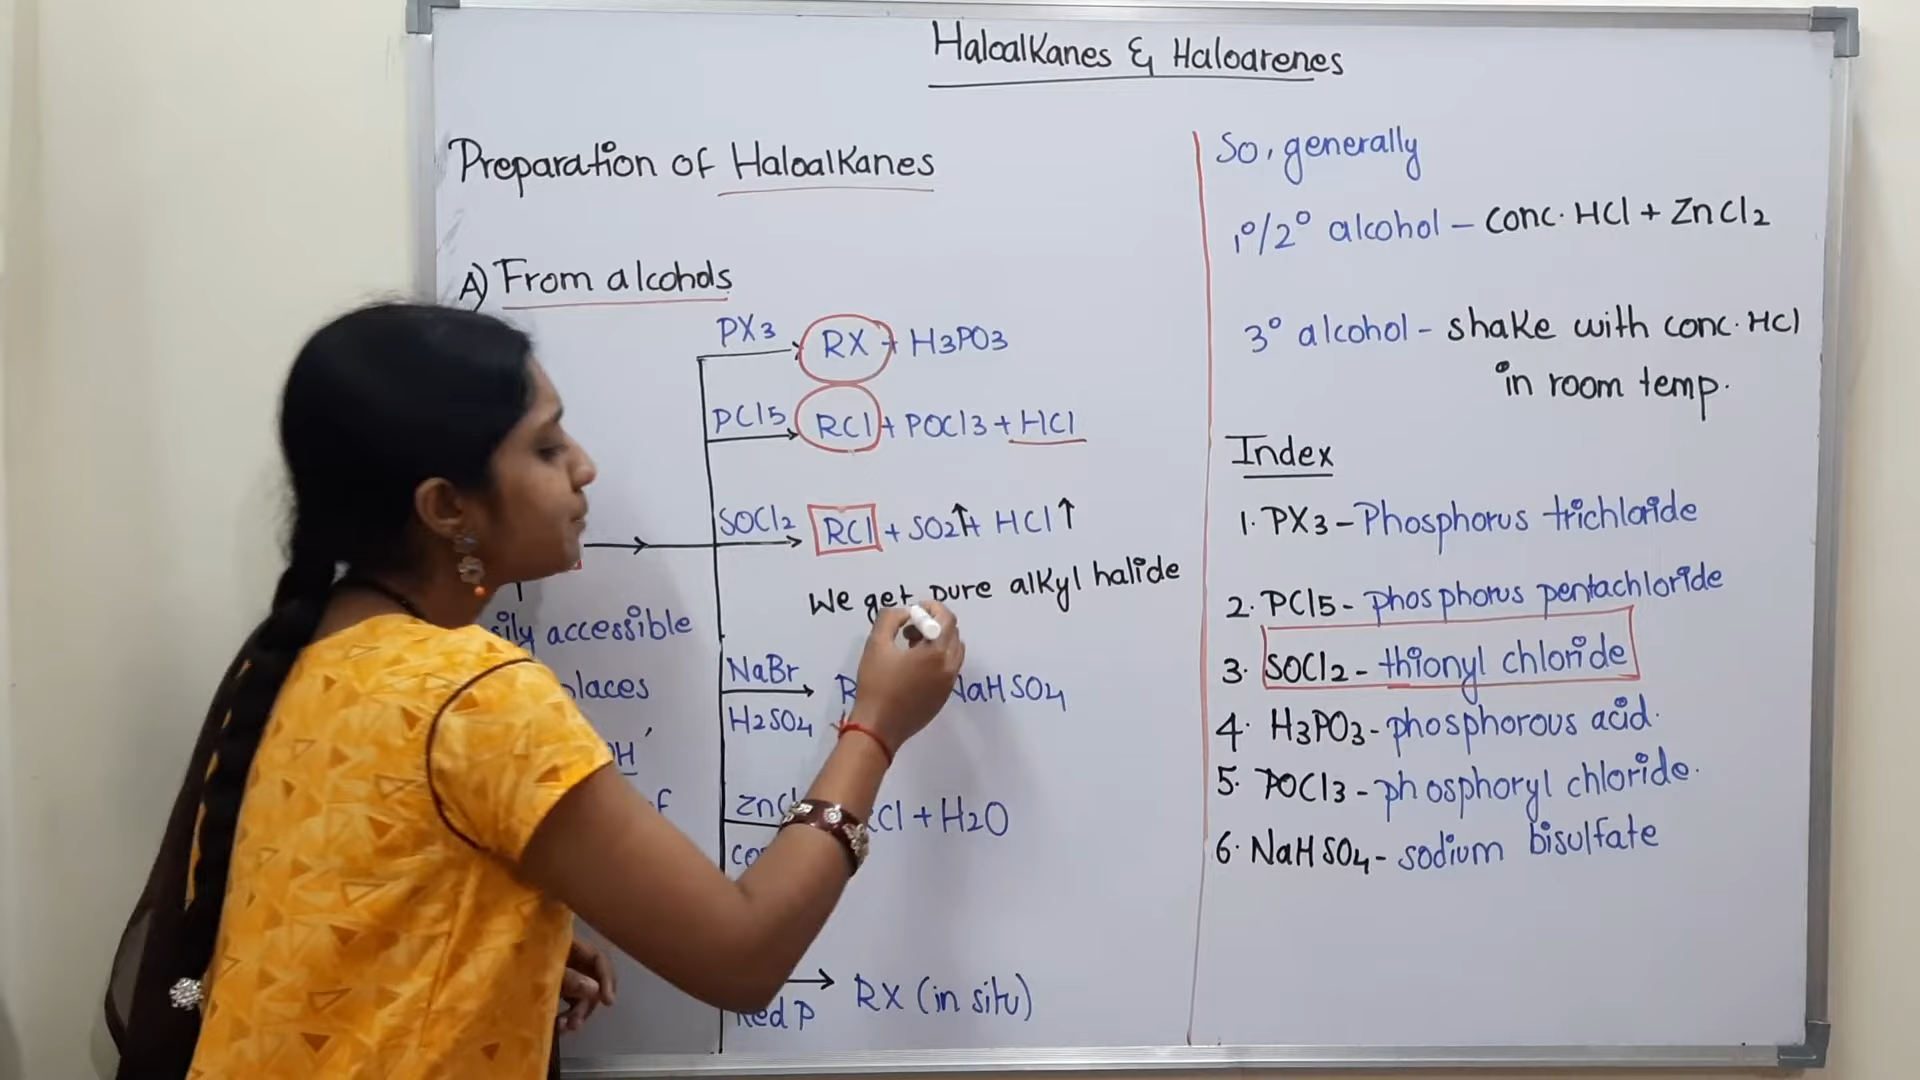 Haloalkanes & Haloarenes
Preparation of Haloalkanes
A) From alcohols
PX3 RX + H3PO3
PCl5 RCl + POCl3 + HCl
SOCl2 RCl + SO2↑ + HCl↑
We get pure alkyl halide
accessible
NaBr
H2SO4 NaHSO4
+ H2O
Red P RX (in situ)
So, generally
1°/2° alcohol - conc. HCl + ZnCl2
3° alcohol - shake with conc. HCl
in room temp.
Index
1. PX3 - Phosphorus trichloride
2. PCl5 - phosphorus pentachloride
3. SOCl2 - thionyl chloride
4. H3PO3 - phosphorous acid.
5. POCl3 - phosphoryl chloride.
6. NaHSO4 - sodium bisulfate